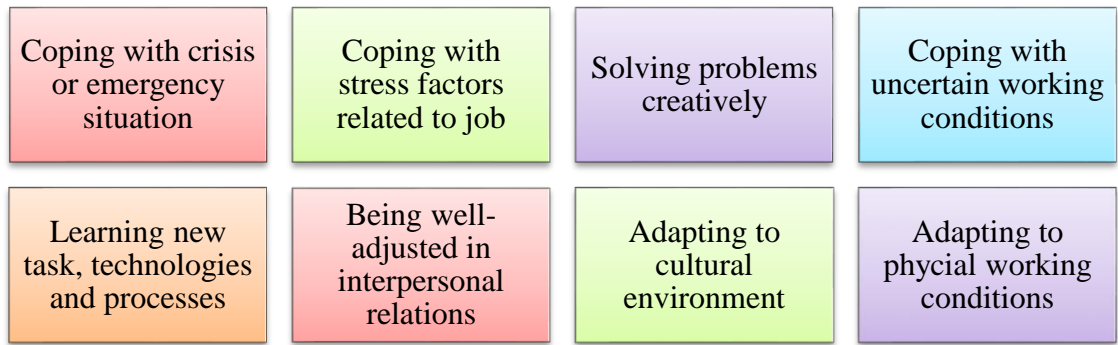 Coping with crisis
or emergency
situation
Coping with
stress factors
related to job
Solving problems
creatively
Coping with
uncertain working
conditions
Learning new
task, technologies
and processes
Being well-
adjusted in
interpersonal
relations
Adapting to
cultural
environment
Adapting to
phycial working
conditions